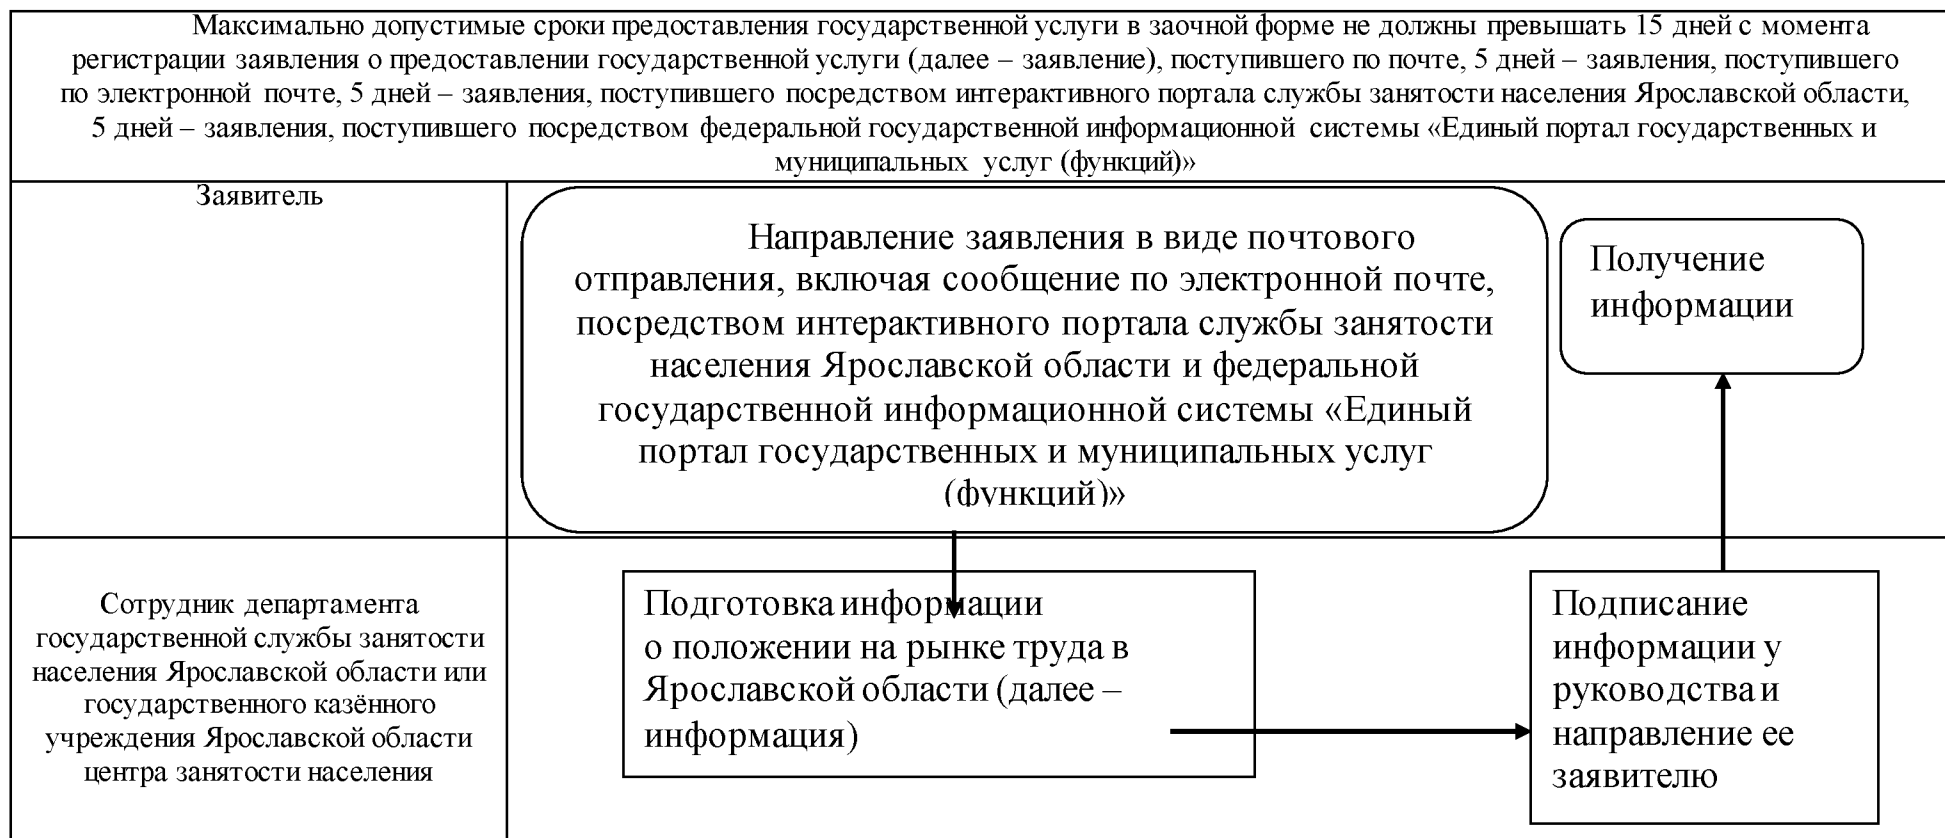 Максимально допустимые сроки предоставления государственной услуги в заочной форме не должны превышать 15 дней с момента
регистрации заявления о предоставлении государственной услуги (далее – заявление), поступившего по почте, 5 дней – заявления, поступившего
по электронной почте, 5 дней – заявления, поступившего посредством интерактивного портала службы занятости населения Ярославской области,
5 дней – заявления, поступившего посредством федеральной государственной информационной системы «Единый портал государственных и
муниципальных услуг (функций)»
Заявитель
Направление заявления в виде почтового
отправления, включая сообщение по электронной почте,
посредством интерактивного портала службы занятости
населения Ярославской области и федеральной
государственной информационной системы «Единый
портал государственных и муниципальных услуг
(функций)»
Получение
информации
Сотрудник департамента
государственной службы занятости
населения Ярославской области или
государственного казённого
учреждения Ярославской области
центра занятости населения
Подготовка информации
о положении на рынке труда в
Ярославской области (далее –
информация)
Подписание
информации у
руководства и
направление ее
заявителю